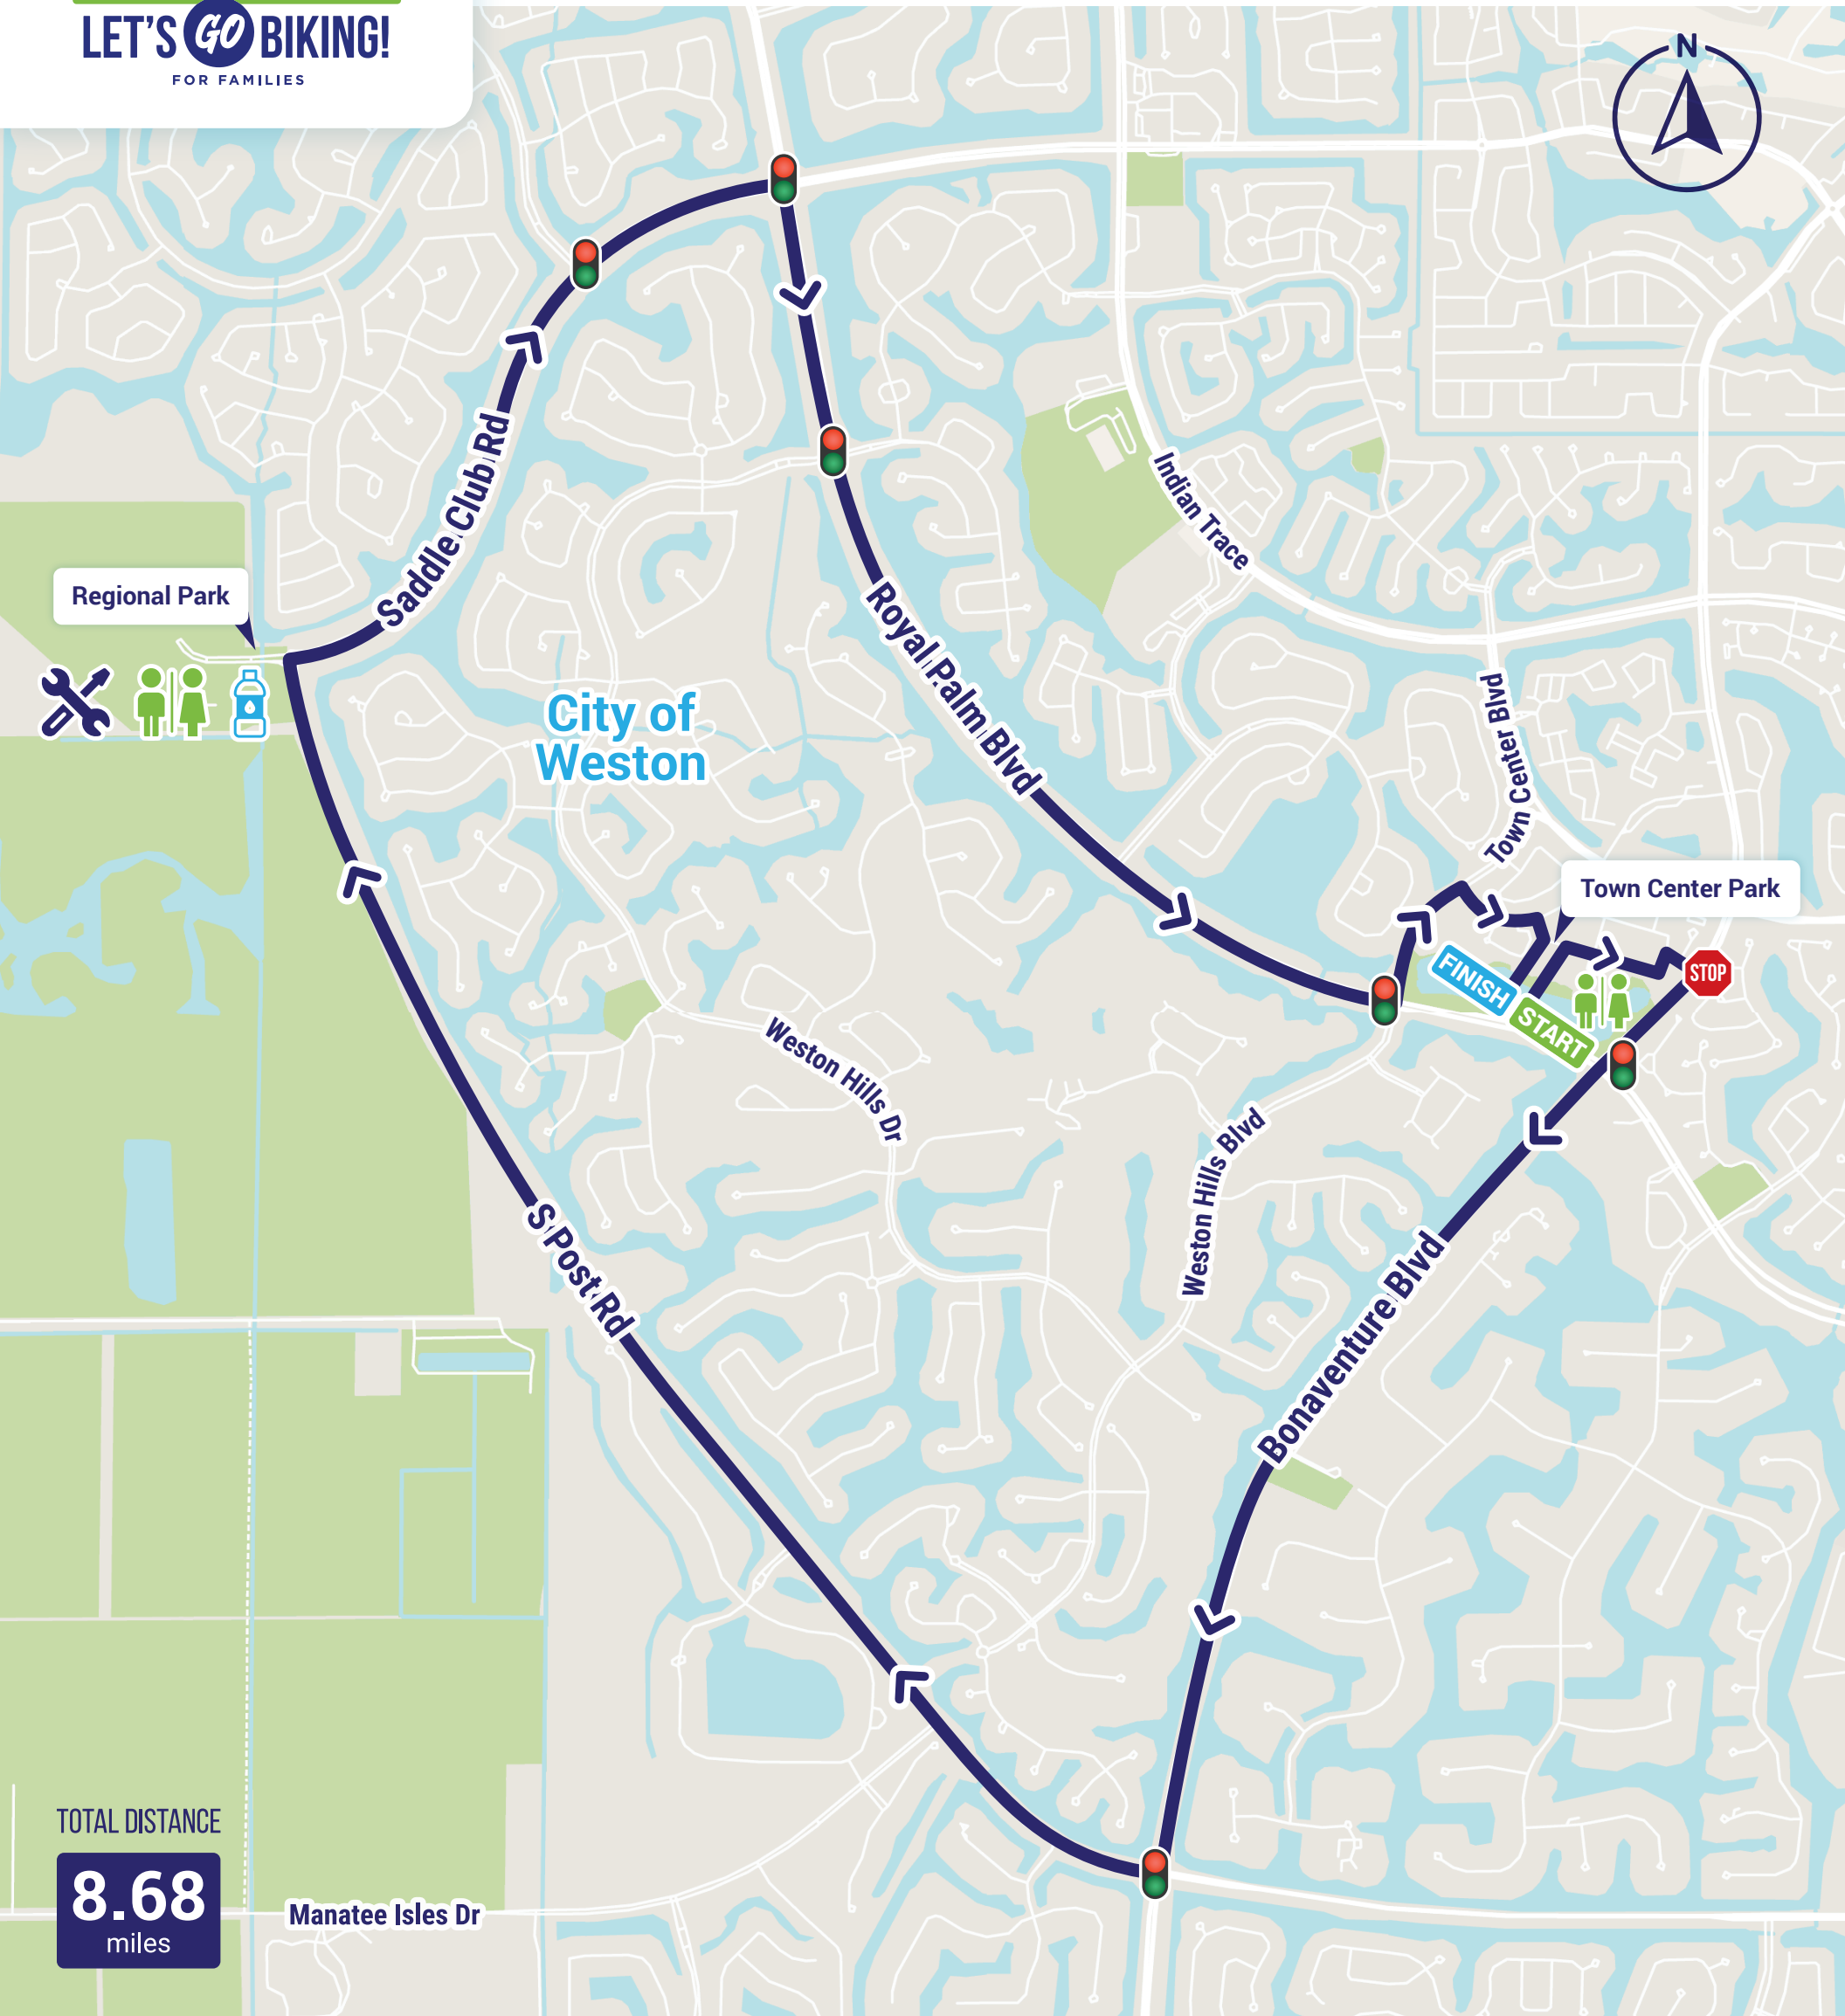 LET'S GO BIKING!
FOR FAMILIES
N
Saddle Club Rd
Indian Trace
Regional Park
Royal Palm Blvd
City of
Weston
Town Center Blvd
Town Center Park
FINISH
STOP
START
Weston Hills Dr
Weston Hills Blvd
S Post Rd
Bonaventure Blvd
TOTAL DISTANCE
8.68
miles
Manatee Isles Dr